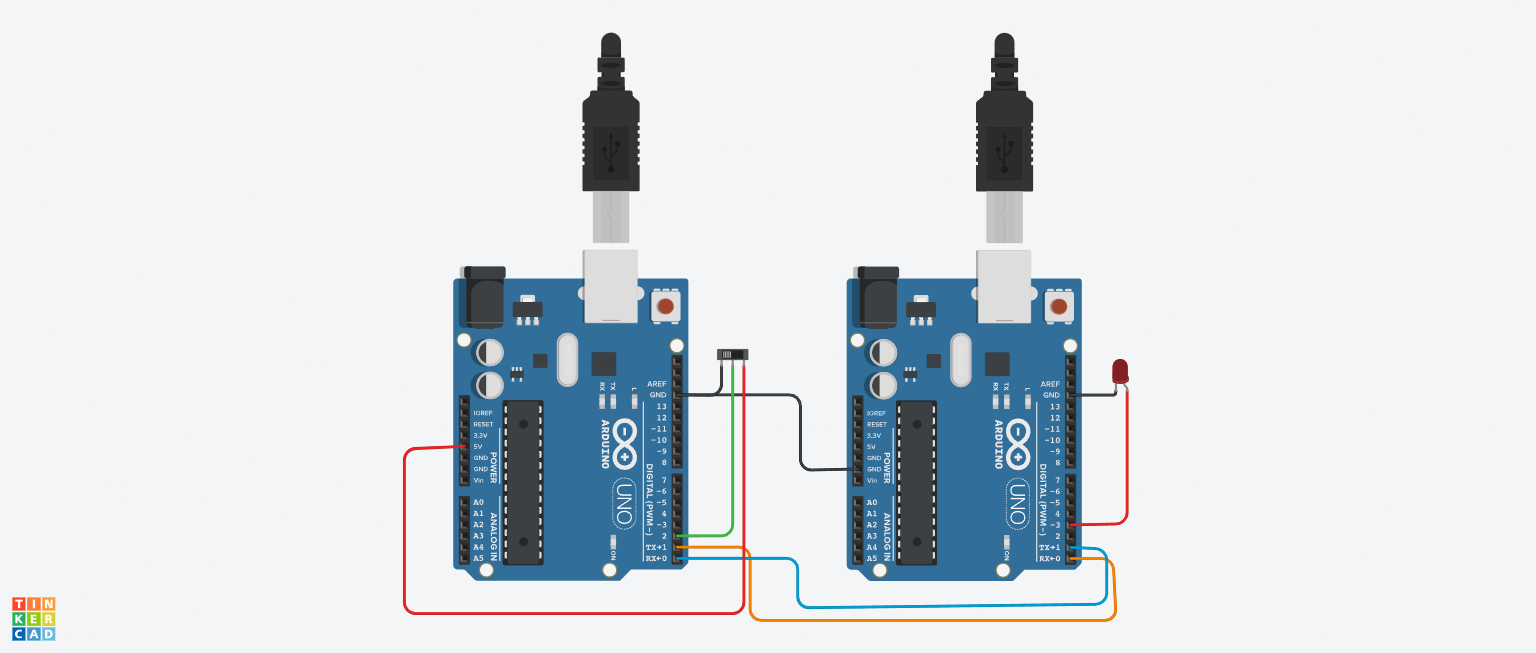 AREF
GND
13
12
~11
~10
~9
8
7
~6
~5
4
~3
2
TX→1
RX←0
IOREF
RESET
3.3V
5V
GND
GND
Vin
A0
A1
A2
A3
A4
A5
POWER
ANALOG IN
RX
TX
L
ARDUINO
UNO
DIGITAL (PWM~)
ON
AREF
GND
13
12
~11
~10
~9
8
7
~6
~5
4
~3
2
TX→1
RX←0
IOREF
RESET
3.3V
5V
GND
GND
Vin
A0
A1
A2
A3
A4
A5
POWER
ANALOG IN
RX
TX
L
ARDUINO
UNO
DIGITAL (PWM~)
ON
TIN
KER
CAD